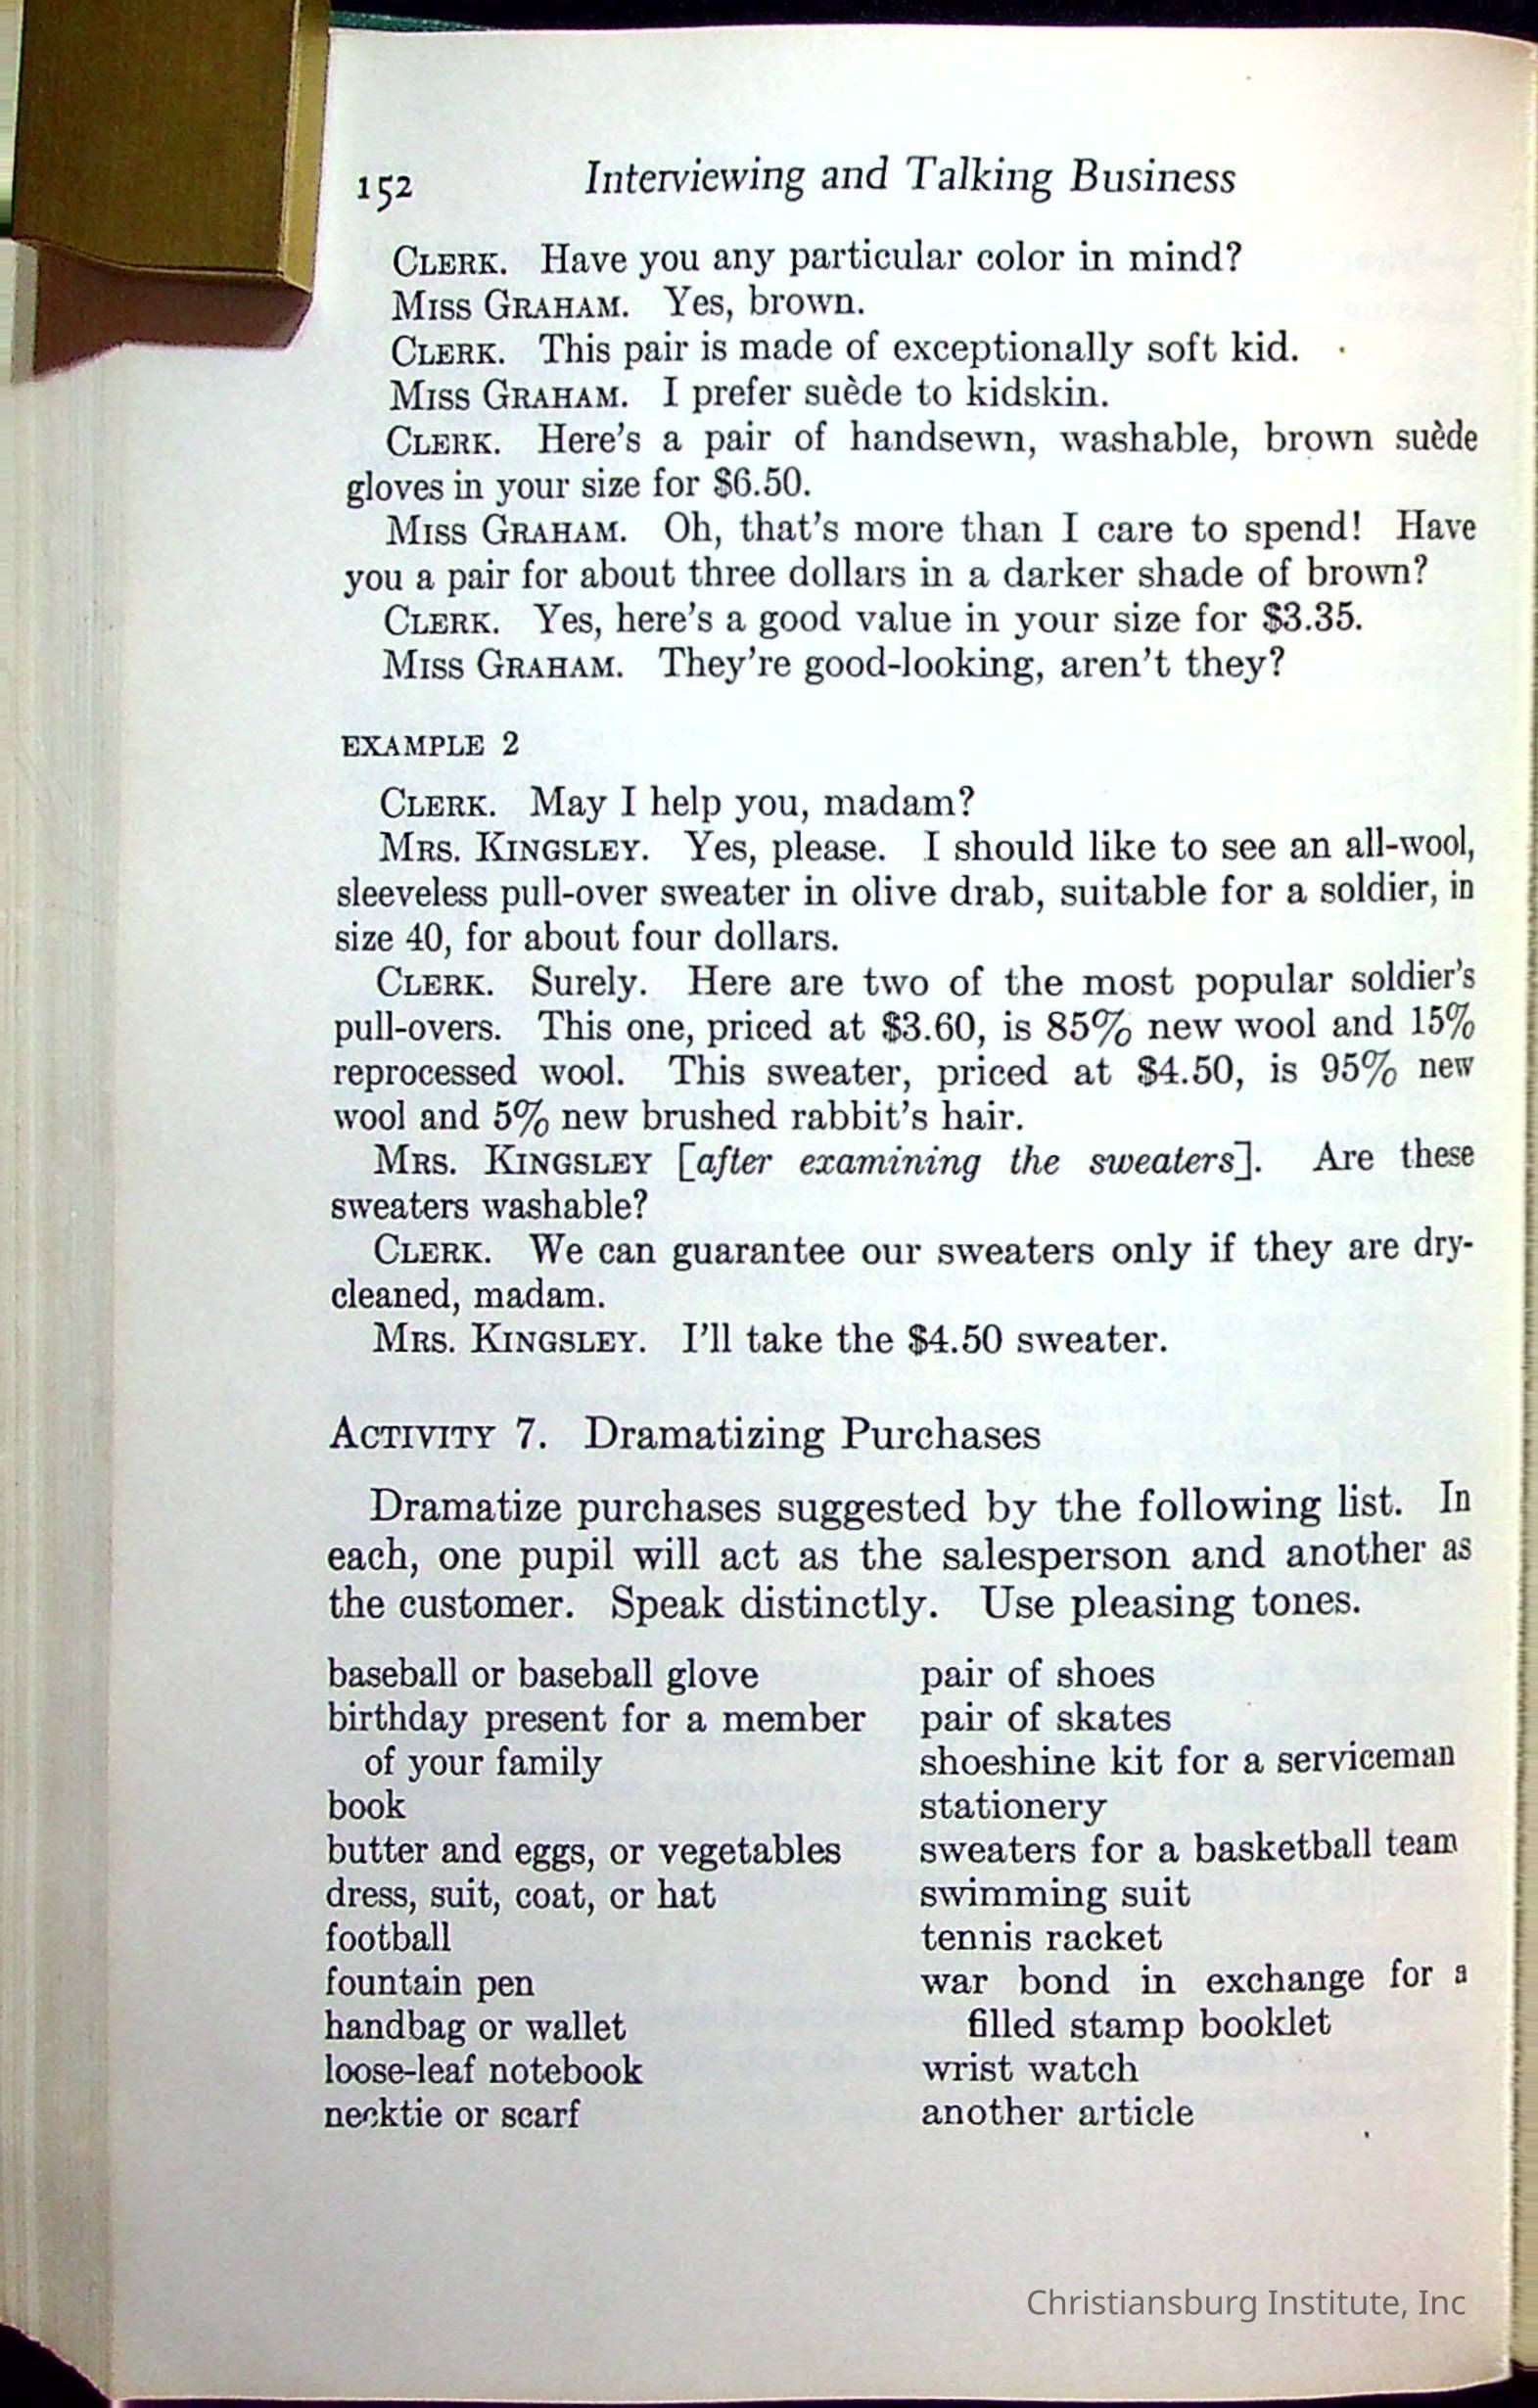 152 Interviewing and Talking Business
CLERK. Have you any particular color in mind?
MISS GRAHAM. Yes, brown.
CLERK. This pair is made of exceptionally soft kid.
MISS GRAHAM. I prefer suède to kidskin.
CLERK. Here's a pair of handsewn, washable, brown suède
gloves in your size for $6.50.
MISS GRAHAM. Oh, that's more than I care to spend! Have
you a pair for about three dollars in a darker shade of brown?
CLERK. Yes, here's a good value in your size for $3.35.
MISS GRAHAM. They're good-looking, aren't they?
EXAMPLE 2
CLERK. May I help you, madam?
MRS. KINGSLEY. Yes, please. I should like to see an all-wool,
sleeveless pull-over sweater in olive drab, suitable for a soldier, in
size 40, for about four dollars.
CLERK. Surely. Here are two of the most popular soldier's
pull-overs. This one, priced at $3.60, is 85% new wool and 15%
reprocessed wool. This sweater, priced at $4.50, is 95% new
wool and 5% new brushed rabbit's hair.
MRS. KINGSLEY [after examining the sweaters]. Are these
sweaters washable?
CLERK. We can guarantee our sweaters only if they are dry-
cleaned, madam.
MRS. KINGSLEY. I'll take the $4.50 sweater.
ACTIVITY 7. Dramatizing Purchases
Dramatize purchases suggested by the following list. In
each, one pupil will act as the salesperson and another as
the customer. Speak distinctly. Use pleasing tones.
baseball or baseball glove
birthday present for a member
of your family
book
butter and eggs, or vegetables
dress, suit, coat, or hat
football
fountain pen
handbag or wallet
loose-leaf notebook
necktie or scarf
pair of shoes
pair of skates
shoeshine kit for a serviceman
stationery
sweaters for a basketball team
swimming suit
tennis racket
war bond in exchange for a
filled stamp booklet
wrist watch
another article
Christiansburg Institute, Inc